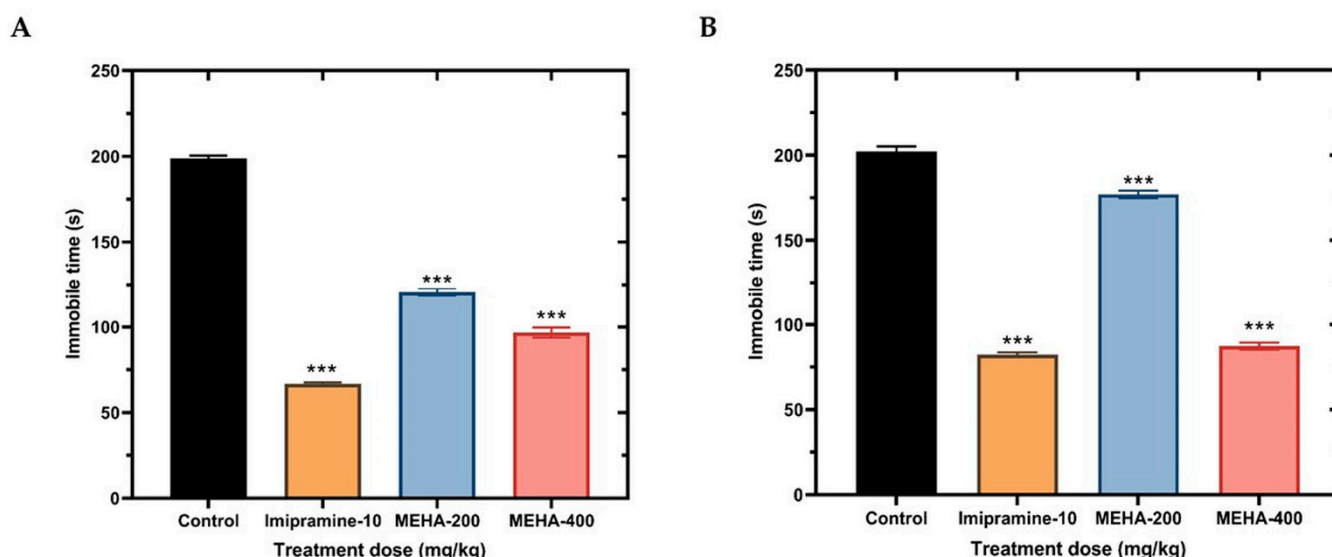 A
B
Immobile time (s)
250
200
150
100
50
0
***
***
***
Control
Imipramine-10
MEHA-200
MEHA-400
Treatment dose (mg/kg)
Immobile time (s)
250
200
150
100
50
0
***
***
***
Control
Imipramine-10
MEHA-200
MEHA-400
Treatment dose (mg/kg)